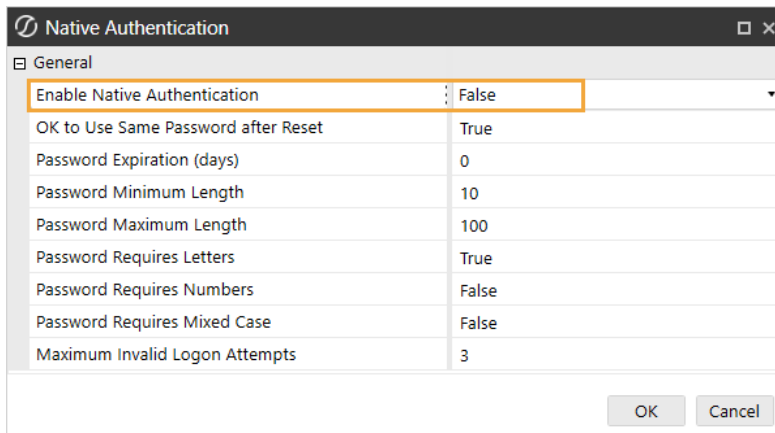 Native Authentication
General
Enable Native Authentication False
OK to Use Same Password after Reset True
Password Expiration (days) 0
Password Minimum Length 10
Password Maximum Length 100
Password Requires Letters True
Password Requires Numbers False
Password Requires Mixed Case False
Maximum Invalid Logon Attempts 3
OK Cancel